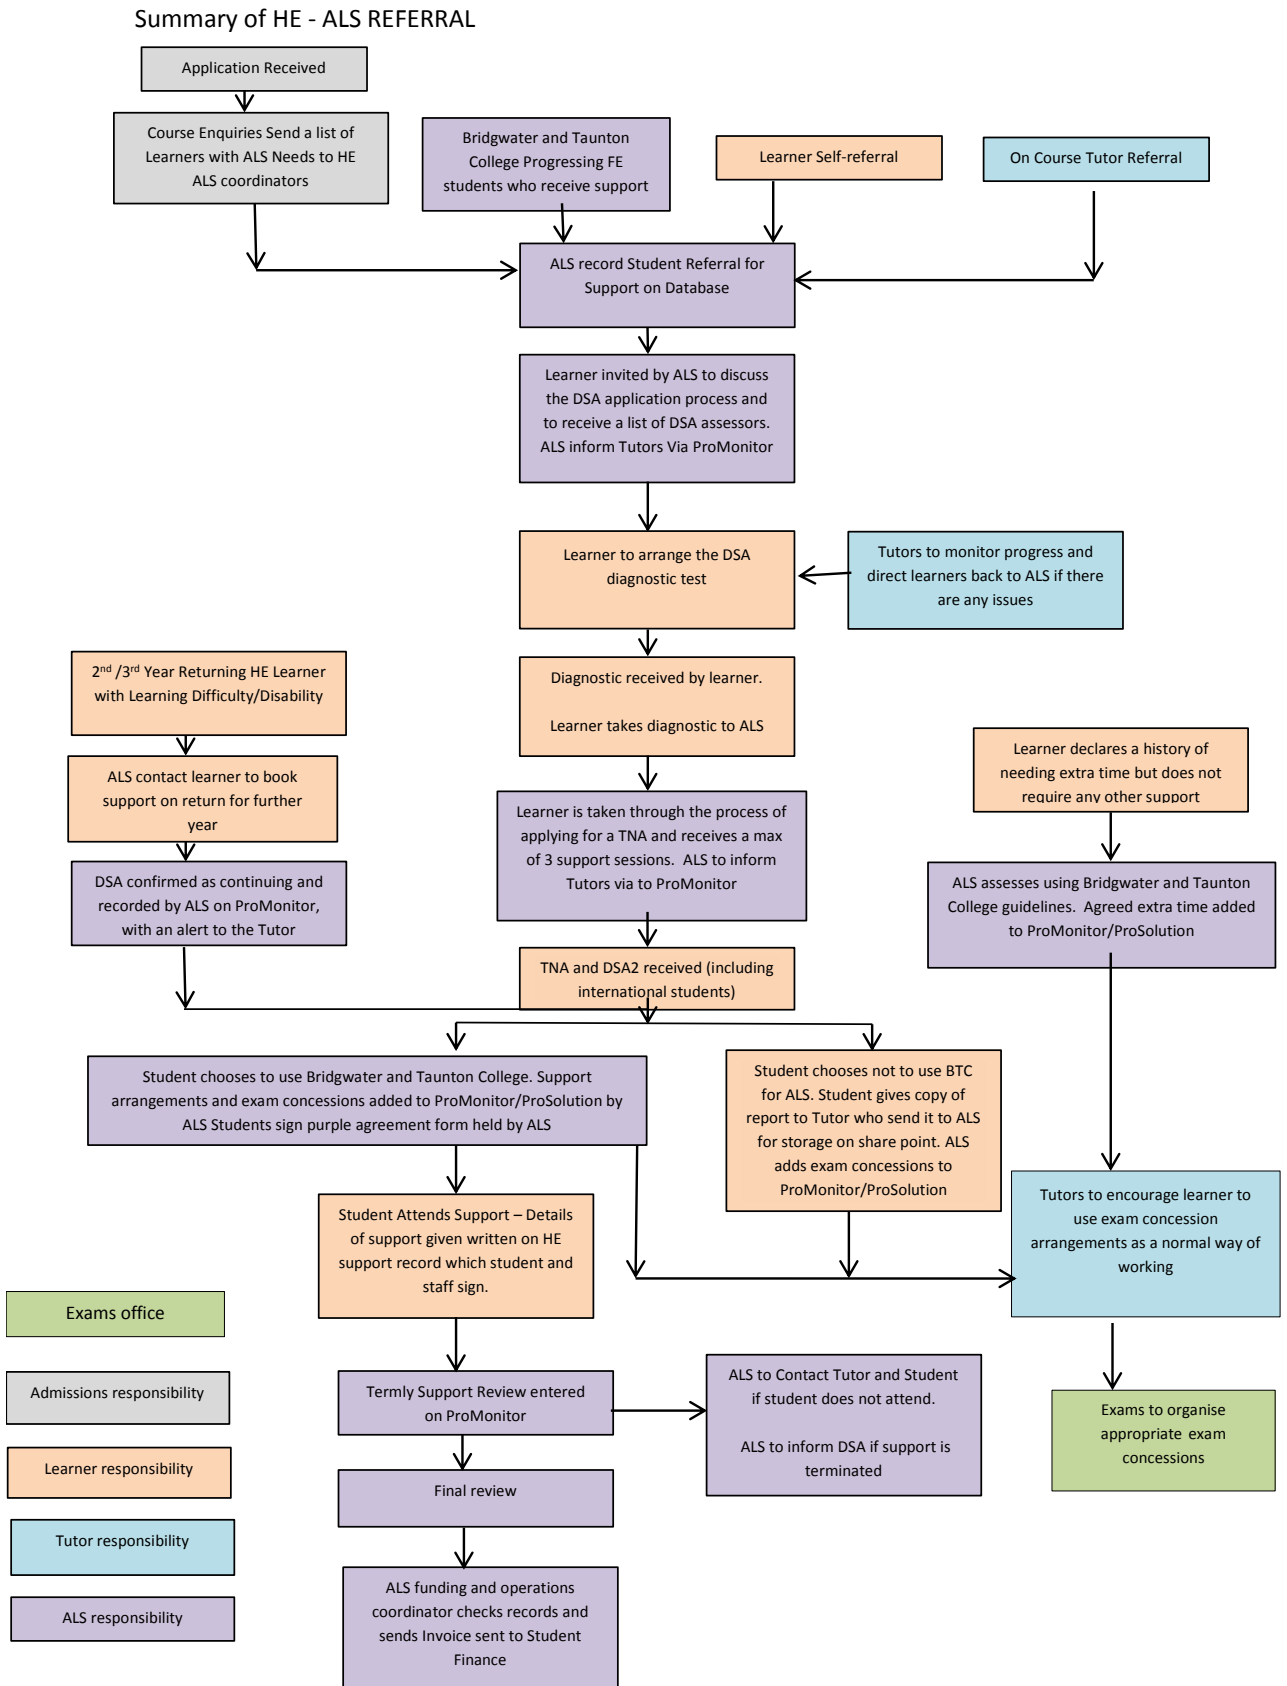 Summary of HE - ALS REFERRAL
Application Received
Course Enquiries Send a list of
Learners with ALS Needs to HE
ALS coordinators
Bridgwater and Taunton
College Progressing FE
students who receive support
Learner Self-referral
On Course Tutor Referral
ALS record Student Referral for
Support on Database
Learner invited by ALS to discuss
the DSA application process and
to receive a list of DSA assessors.
ALS inform Tutors Via ProMonitor
Learner to arrange the DSA
diagnostic test
Tutors to monitor progress and
direct learners back to ALS if there
are any issues
2nd /3rd Year Returning HE Learner
with Learning Difficulty/Disability
Diagnostic received by learner.
Learner takes diagnostic to ALS
Learner declares a history of
needing extra time but does not
require any other support
ALS contact learner to book
support on return for further
year
Learner is taken through the process of
applying for a TNA and receives a max
of 3 support sessions.  ALS to inform
Tutors via to ProMonitor
DSA confirmed as continuing and
recorded by ALS on ProMonitor,
with an alert to the Tutor
ALS assesses using Bridgwater and Taunton
College guidelines.  Agreed extra time added
to ProMonitor/ProSolution
TNA and DSA2 received (including
international students)
Student chooses to use Bridgwater and Taunton College. Support
arrangements and exam concessions added to ProMonitor/ProSolution by
ALS Students sign purple agreement form held by ALS
Student chooses not to use BTC
for ALS. Student gives copy of
report to Tutor who send it to ALS
for storage on share point. ALS
adds exam concessions to
ProMonitor/ProSolution
Tutors to encourage learner to
use exam concession
arrangements as a normal way of
working
Student Attends Support – Details
of support given written on HE
support record which student and
staff sign.
Exams office
Admissions responsibility
Learner responsibility
Tutor responsibility
ALS responsibility
Termly Support Review entered
on ProMonitor
ALS to Contact Tutor and Student
if student does not attend.
ALS to inform DSA if support is
terminated
Exams to organise
appropriate exam
concessions
Final review
ALS funding and operations
coordinator checks records and
sends Invoice sent to Student
Finance